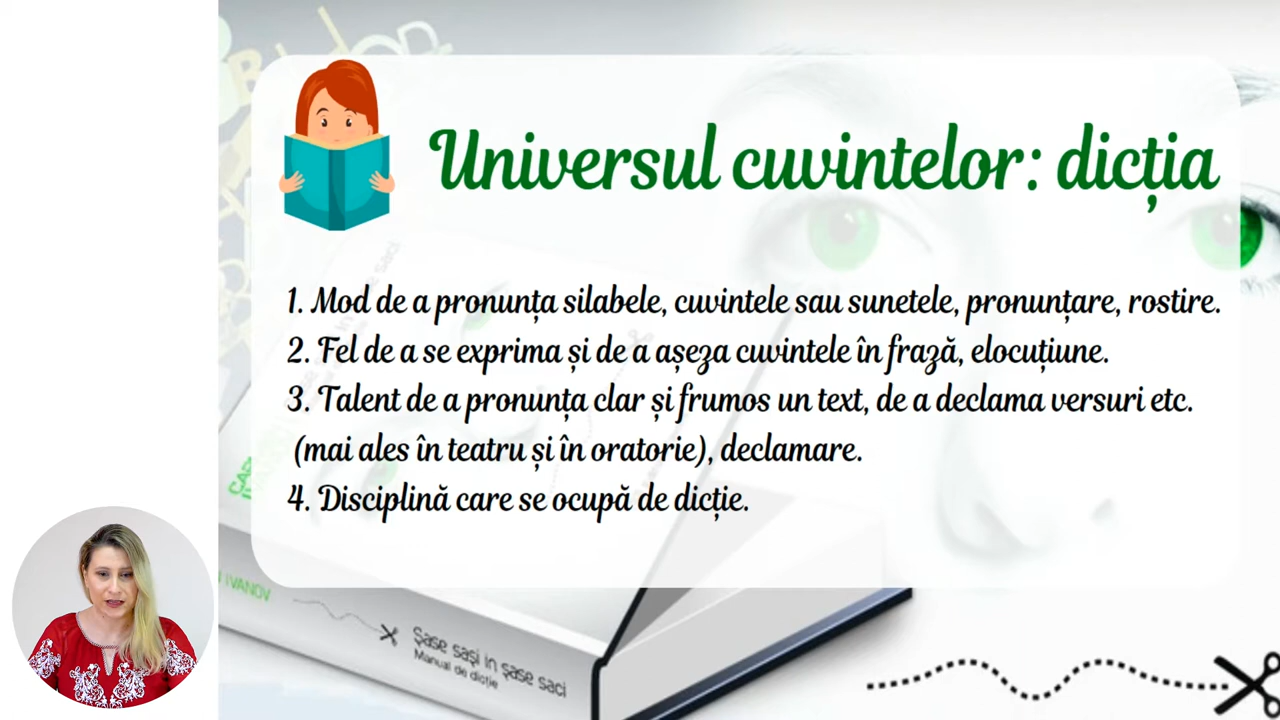 Universul cuvintelor: dicția
1. Mod de a pronunța silabele, cuvintele sau sunetele, pronunțare, rostire.
2. Fel de a se exprima și de a așeza cuvintele în frază, elocuțiune.
3. Talent de a pronunța clar și frumos un text, de a declama versuri etc.
(mai ales în teatru și în oratorie), declamare.
4. Disciplină care se ocupă de dicție.
IVANOV
Șase sași in șase saci
Manual de dicție